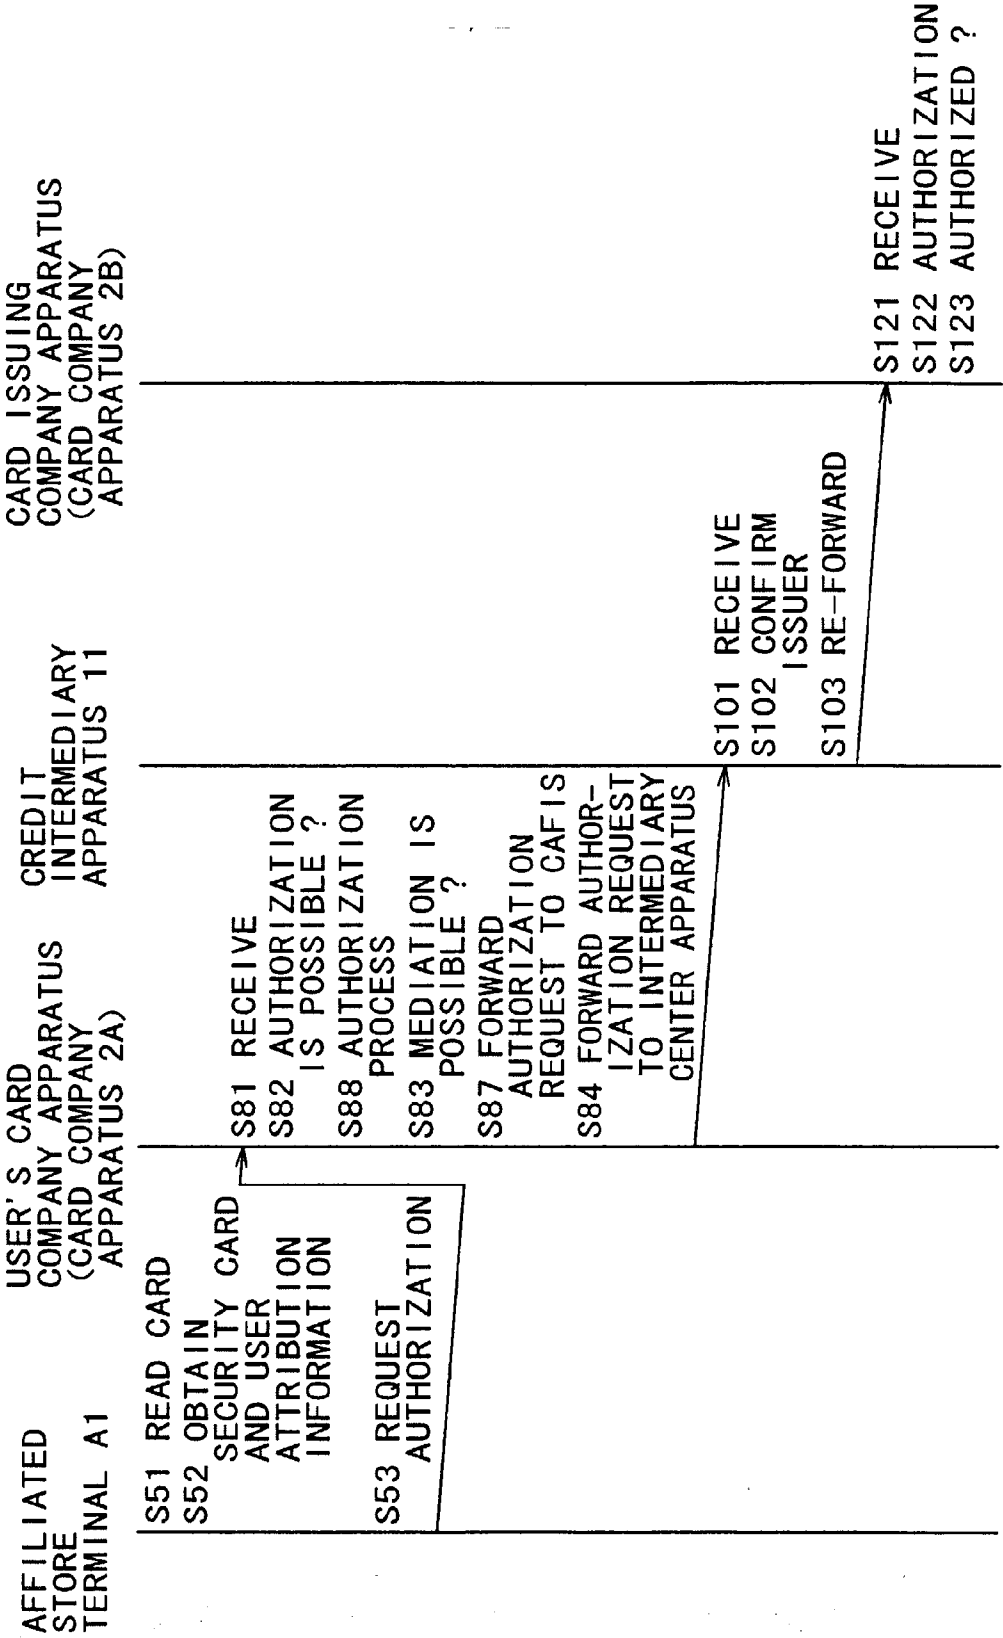 AFFILIATED
STORE
TERMINAL A1
USER'S CARD
COMPANY APPARATUS
(CARD COMPANY
APPARATUS 2A)
CREDIT
INTERMEDIARY
APPARATUS 11
CARD ISSUING
COMPANY APPARATUS
(CARD COMPANY
APPARATUS 2B)
S51 READ CARD
S52 OBTAIN
SECURITY CARD
AND USER
ATTRIBUTION
INFORMATION
S53 REQUEST
AUTHORIZATION
S81 RECEIVE
S82 AUTHORIZATION
IS POSSIBLE ?
S88 AUTHORIZATION
PROCESS
S83 MEDIATION IS
POSSIBLE ?
S87 FORWARD
AUTHORIZATION
REQUEST TO CAFIS
S84 FORWARD AUTHOR-
IZATION REQUEST
TO INTERMEDIARY
CENTER APPARATUS
S101 RECEIVE
S102 CONFIRM
ISSUER
S103 RE-FORWARD
S121 RECEIVE
S122 AUTHORIZATION
S123 AUTHORIZED ?